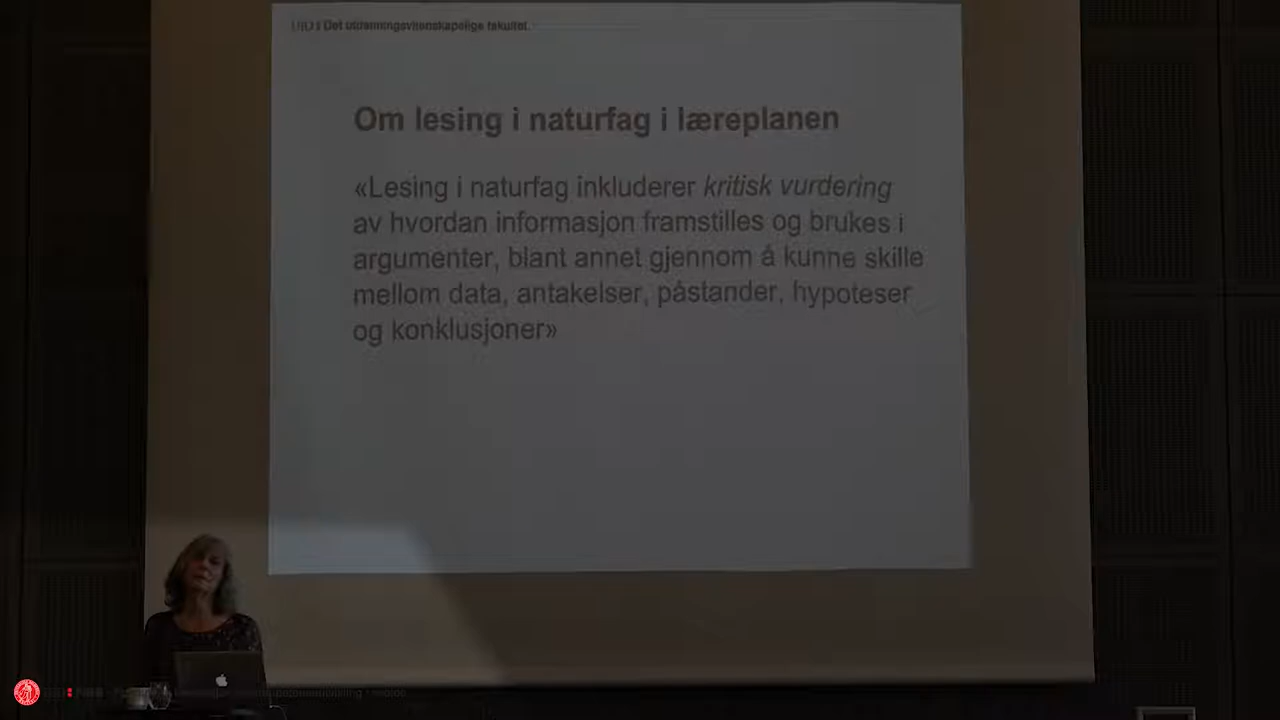 Det utdanningsvitenskapelige fakultet
Om lesing i naturfag i læreplanen
«Lesing i naturfag inkluderer kritisk vurdering
av hvordan informasjon framstilles og brukes i
argumenter, blant annet gjennom å kunne skille
mellom data, antakelser, påstander, hypoteser
og konklusjoner»